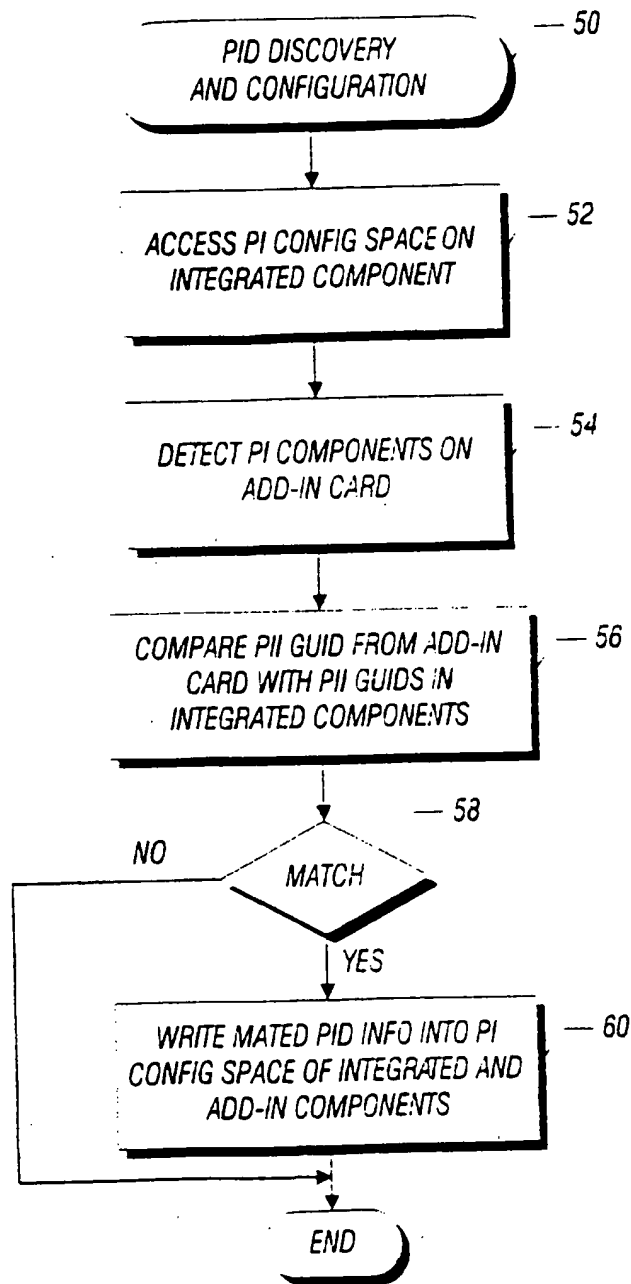 PID DISCOVERY
AND CONFIGURATION
50
ACCESS PI CONFIG SPACE ON
INTEGRATED COMPONENT
52
DETECT PI COMPONENTS ON
ADD-IN CARD
54
COMPARE PII GUID FROM ADD-IN
CARD WITH PII GUIDS IN
INTEGRATED COMPONENTS
56
58
NO
MATCH
YES
WRITE MATED PID INFO INTO PI
CONFIG SPACE OF INTEGRATED AND
ADD-IN COMPONENTS
60
END